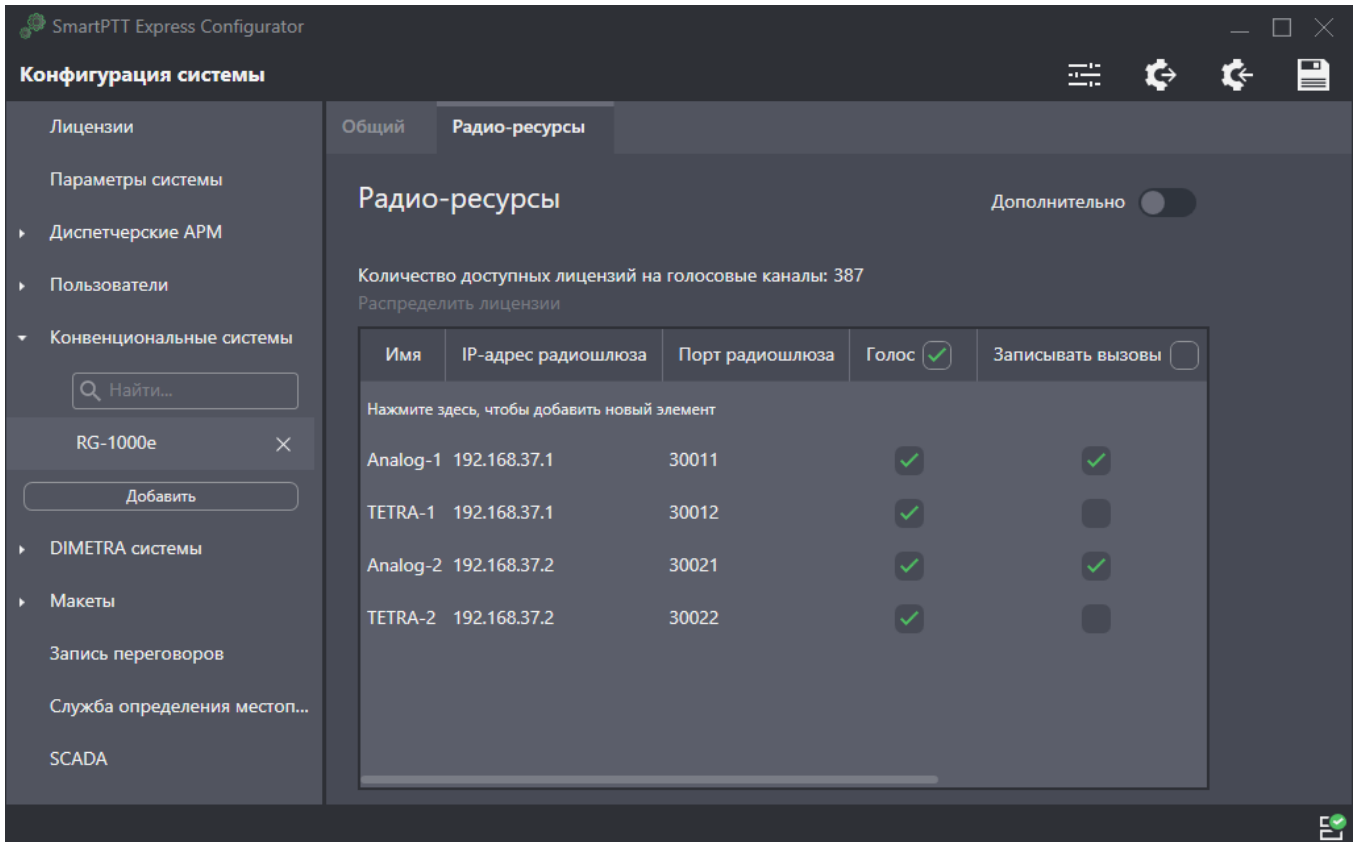 SmartPTT Express Configurator
Конфигурация системы
Лицензии
Параметры системы
Диспетчерские АРМ
Пользователи
Конвенциональные системы
Найти...
RG-1000e
Добавить
DIMETRA системы
Макеты
Запись переговоров
Служба определения местоп...
SCADA
Общий
Радио-ресурсы
Радио-ресурсы
Дополнительно
Количество доступных лицензий на голосовые каналы: 387
Распределить лицензии
Имя IP-адрес радиошлюза Порт радиошлюза Голос Записывать вызовы
Нажмите здесь, чтобы добавить новый элемент
Analog-1 192.168.37.1 30011
TETRA-1 192.168.37.1 30012
Analog-2 192.168.37.2 30021
TETRA-2 192.168.37.2 30022